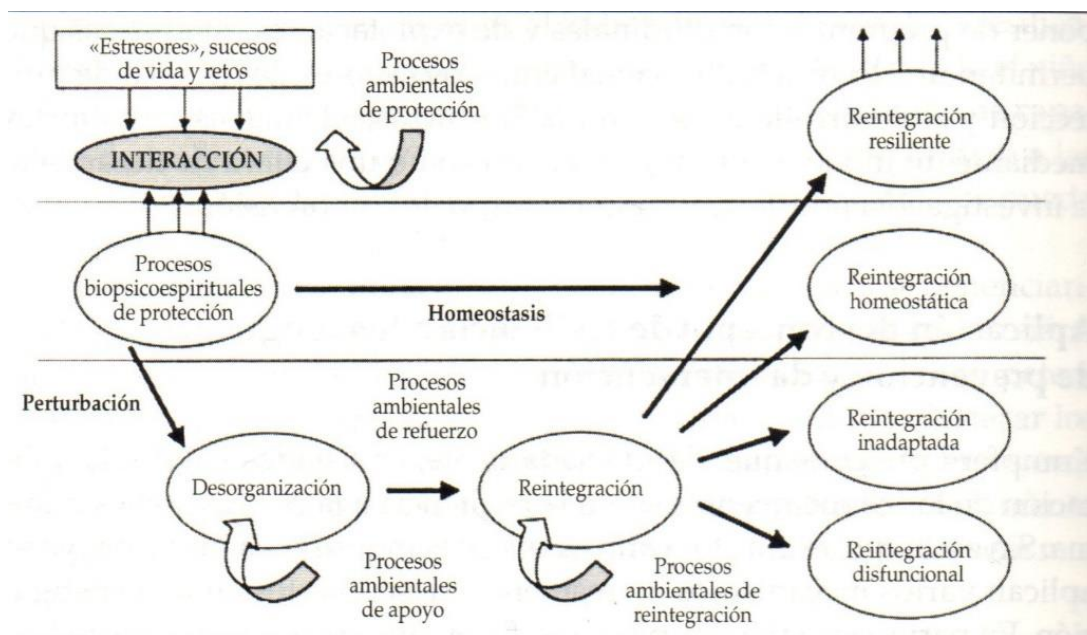 «Estresores», sucesos
de vida y retos
Procesos
ambientales
de protección
INTERACCIÓN
Reintegración
resiliente
Procesos
biopsicoespirituales
de protección
Homeostasis
Reintegración
homeostática
Perturbación
Procesos
ambientales
de refuerzo
Reintegración
inadaptada
Desorganización
Reintegración
Procesos
ambientales
de apoyo
Procesos
ambientales de
reintegración
Reintegración
disfuncional